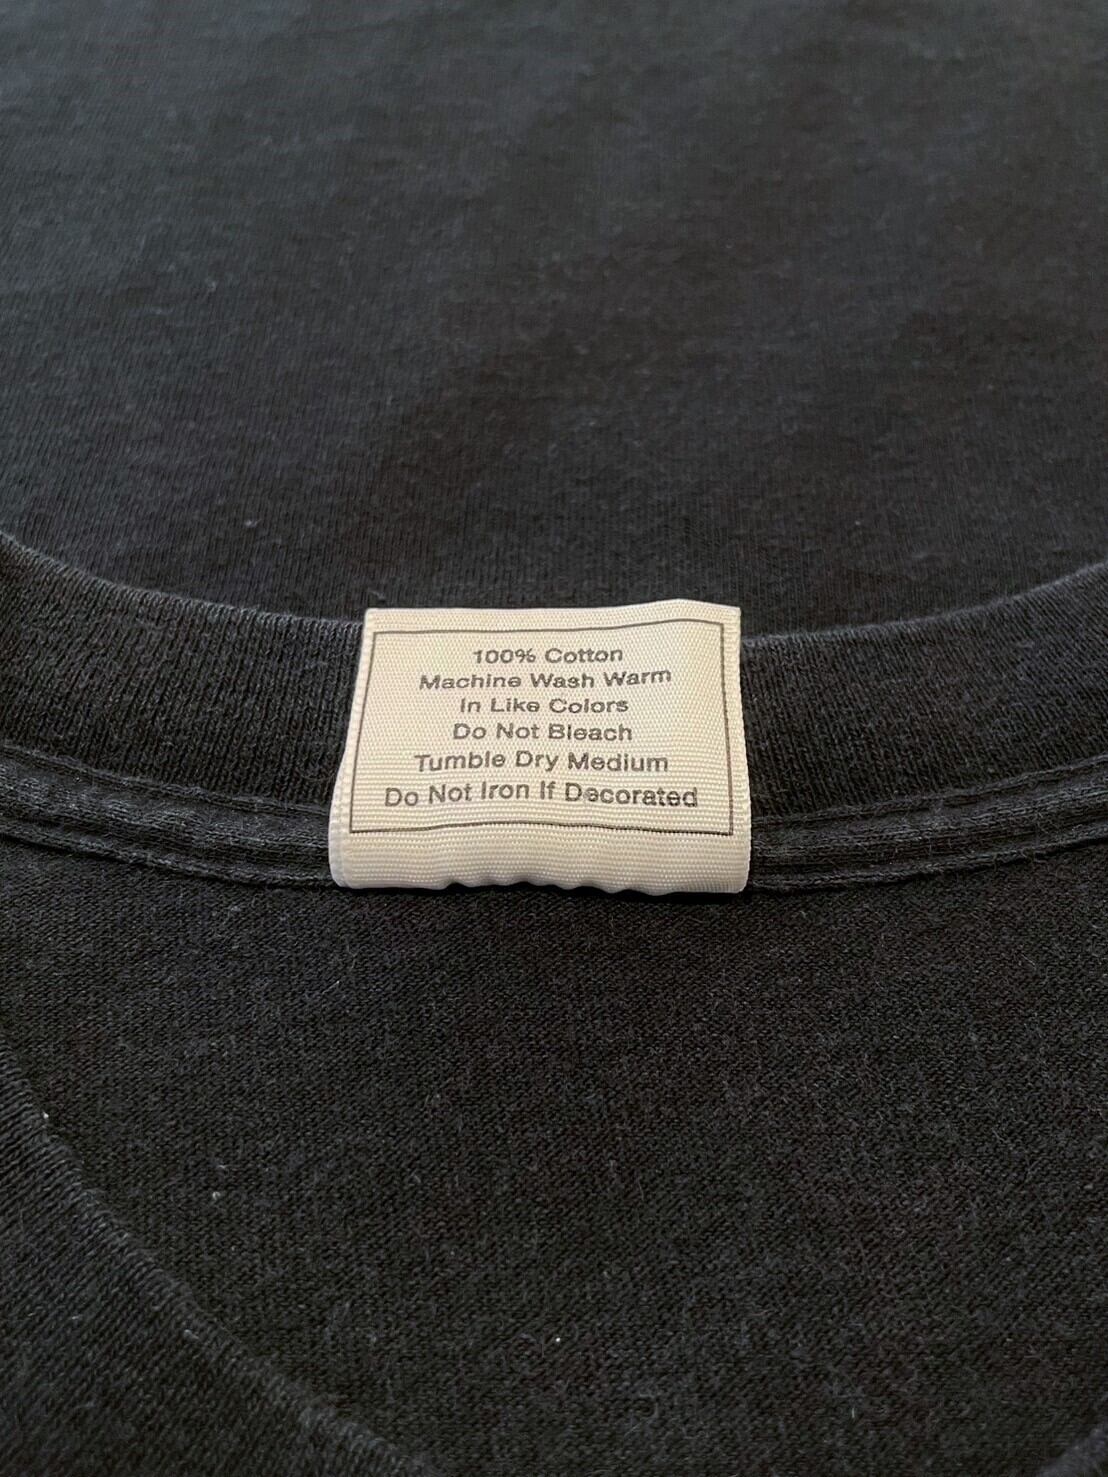 100% Cotton
Machine Wash Warm
In Like Colors
Do Not Bleach
Tumble Dry Medium
Do Not Iron If Decorated